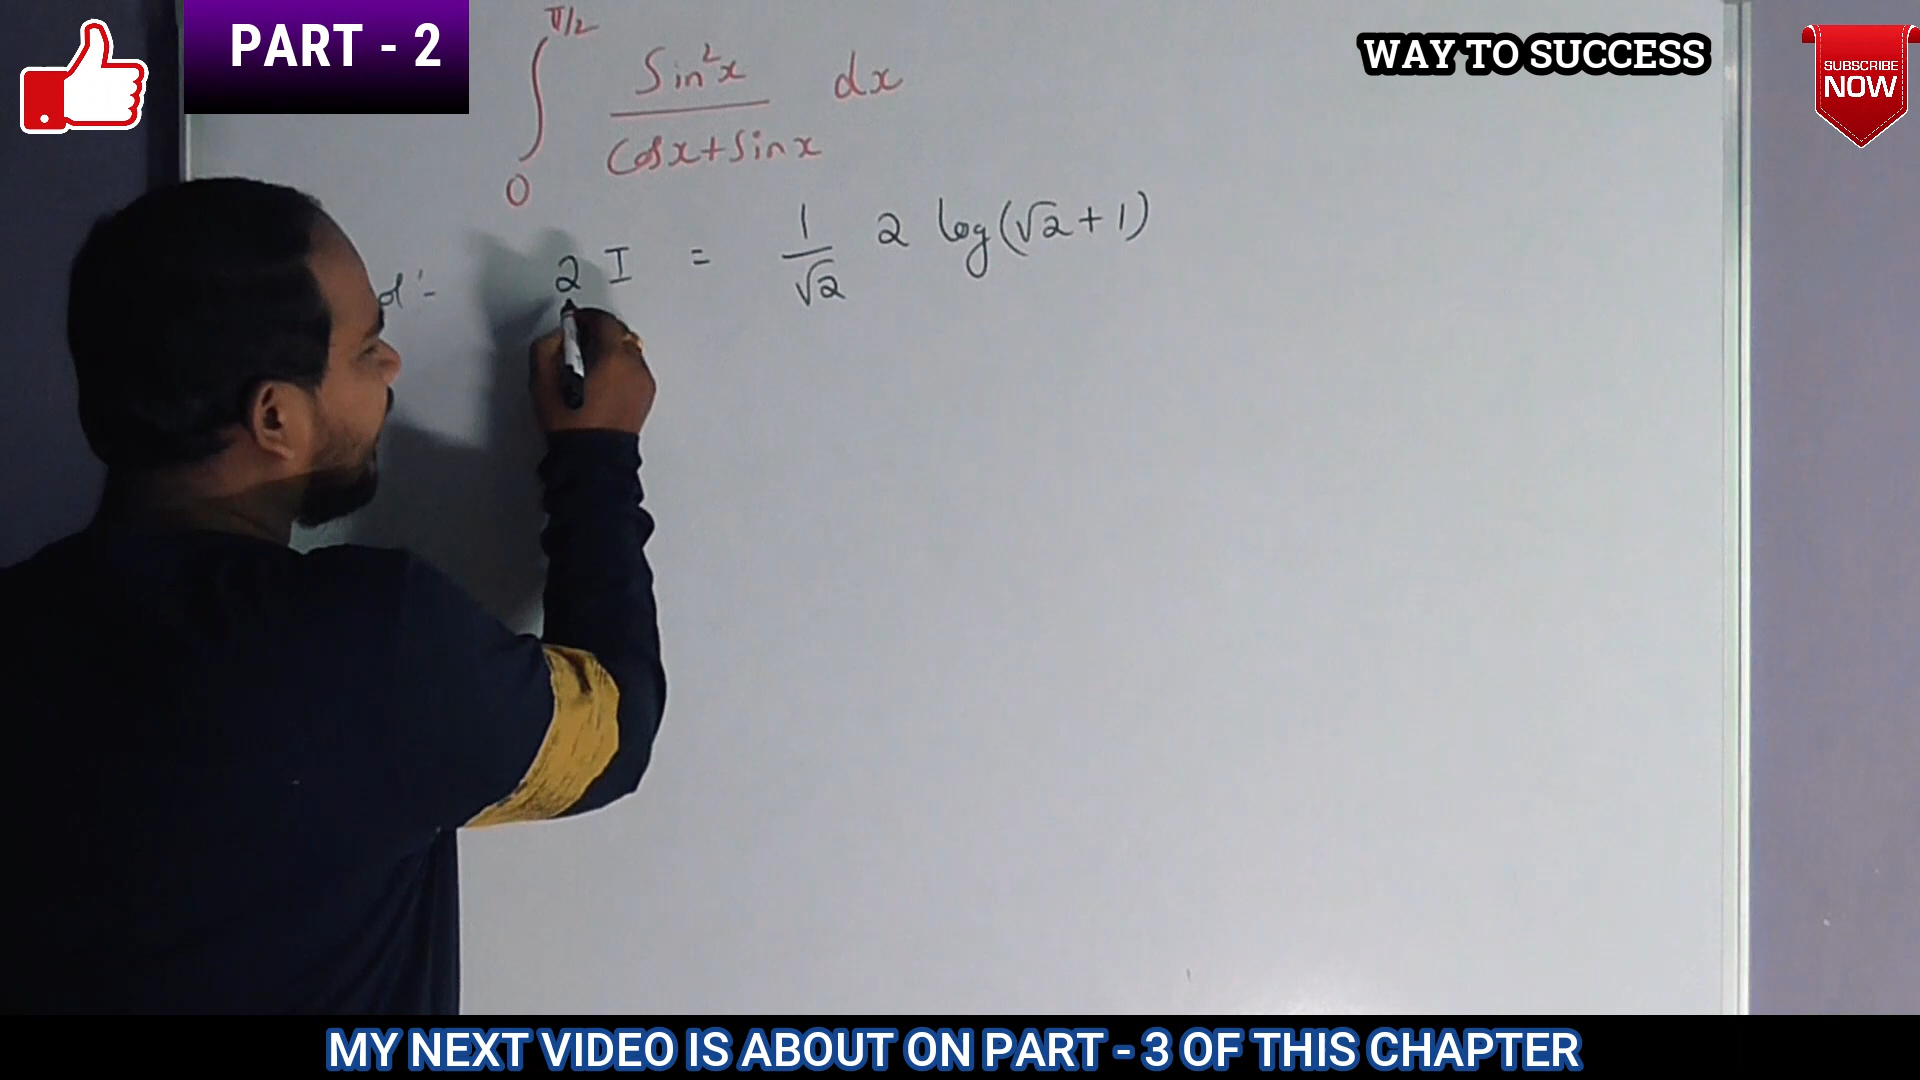 PART - 2
WAY TO SUCCESS
SUBSCRIBE
NOW
π/2
∫ Sin²x / Cosx+Sinx dx
0
2 I = 1/√2 2 log(√2+1)
MY NEXT VIDEO IS ABOUT ON PART - 3 OF THIS CHAPTER